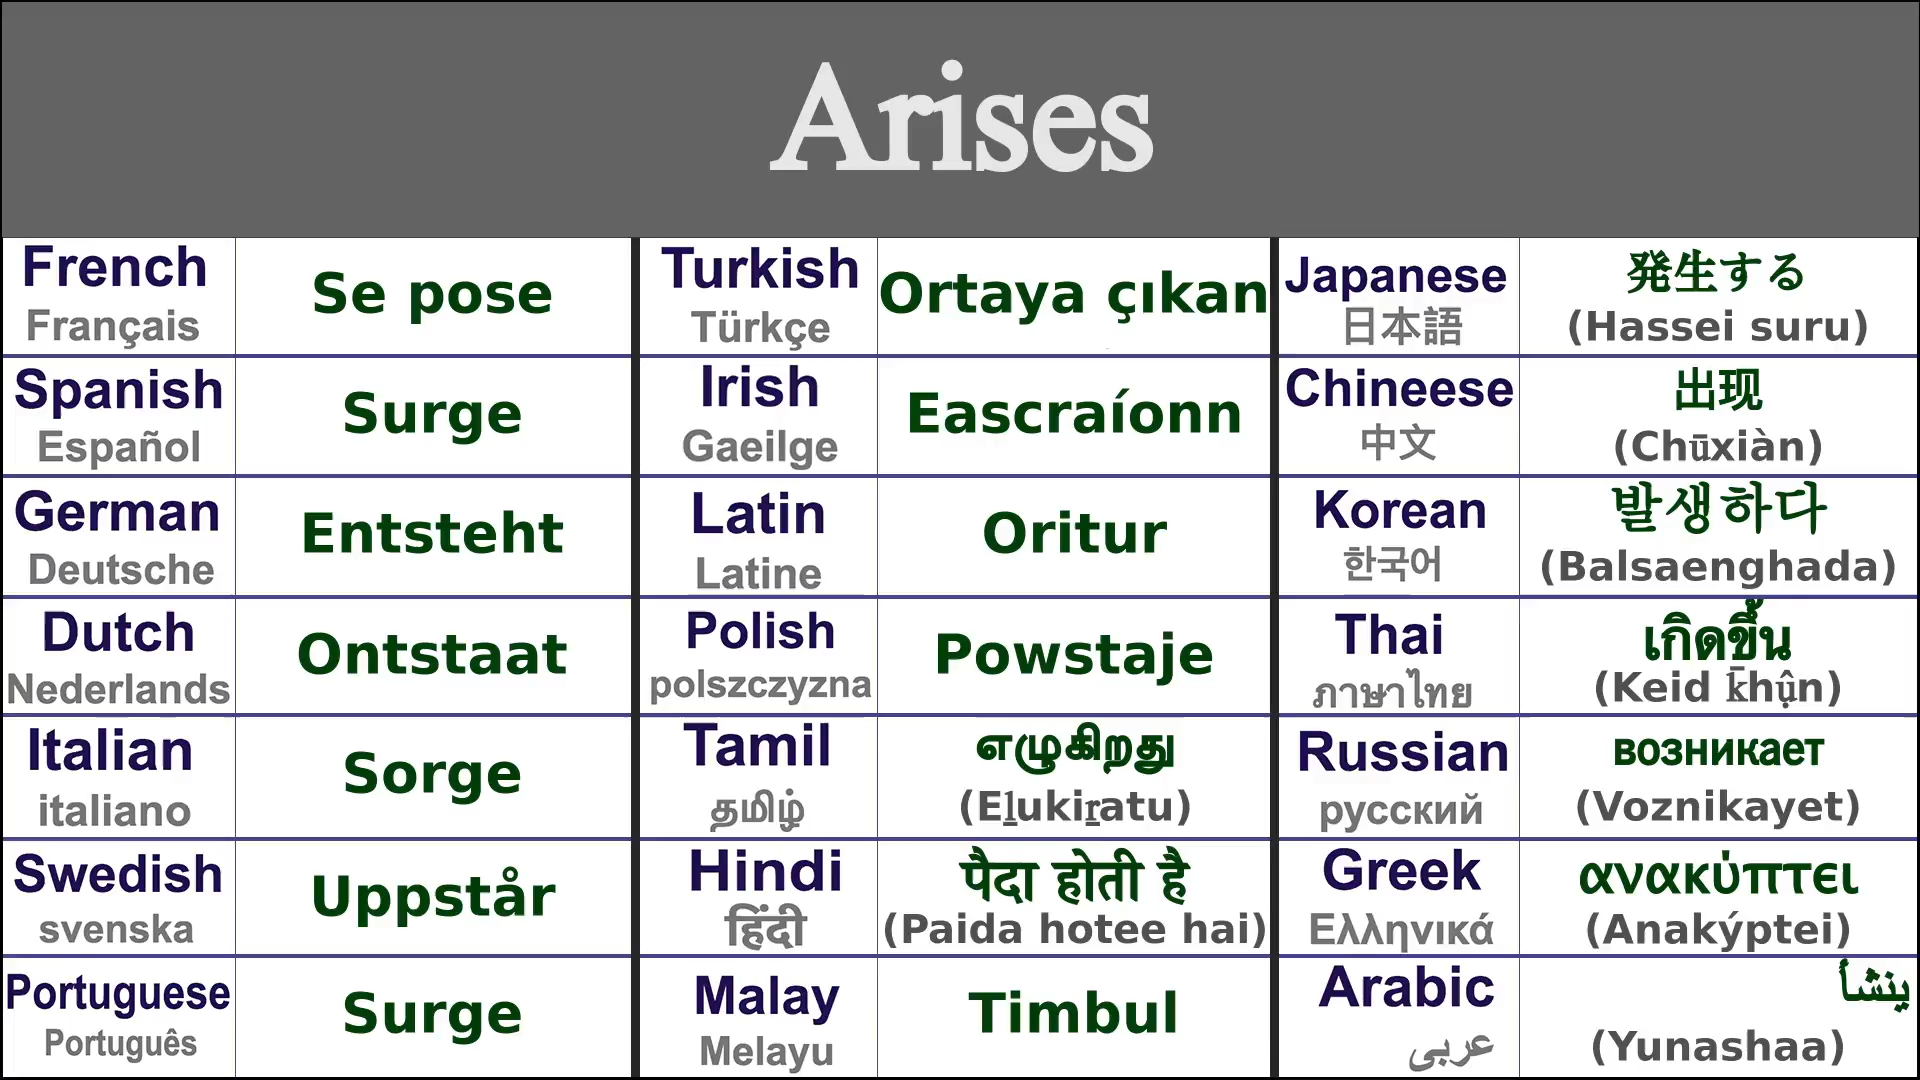 Arises
French
Français
Se pose
Turkish
Türkçe
Ortaya çıkan
Japanese
日本語
発生する
(Hassei suru)
Spanish
Español
Surge
Irish
Gaeilge
Eascraíonn
Chineese
中文
出现
(Chūxiàn)
German
Deutsche
Entsteht
Latin
Latine
Oritur
Korean
한국어
발생하다
(Balsaenghada)
Dutch
Nederlands
Ontstaat
Polish
polszczyzna
Powstaje
Thai
ภาษาไทย
เกิดขึ้น
(Keid k̄hụ̂n)
Italian
italiano
Sorge
Tamil
தமிழ்
எழுகிறது
(Eḻukiṟatu)
Russian
русский
возникает
(Voznikayet)
Swedish
svenska
Uppstår
Hindi
हिंदी
पैदा होती है
(Paida hotee hai)
Greek
Ελληνικά
ανακύπτει
(Anakýptei)
Portuguese
Português
Surge
Malay
Melayu
Timbul
Arabic
عربى
ينشأ
(Yunashaa)